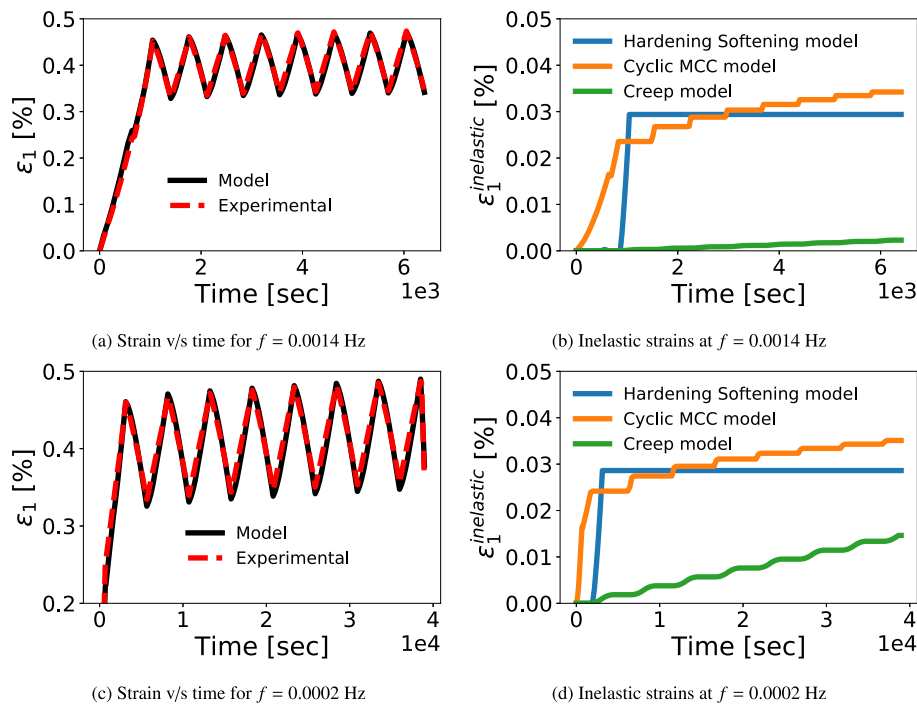 0.5
0.4
0.3
0.2
0.1
0.0
ε₁ [%]
Model
Experimental
0 2 4 6
1e3
Time [sec]
(a) Strain v/s time for f = 0.0014 Hz
0.05
0.04
0.03
0.02
0.01
0.00
ε₁^inelastic [%]
Hardening Softening model
Cyclic MCC model
Creep model
0 2 4 6
1e3
Time [sec]
(b) Inelastic strains at f = 0.0014 Hz
0.5
0.4
0.3
0.2
ε₁ [%]
Model
Experimental
0 1 2 3 4
1e4
Time [sec]
(c) Strain v/s time for f = 0.0002 Hz
0.05
0.04
0.03
0.02
0.01
0.00
ε₁^inelastic [%]
Hardening Softening model
Cyclic MCC model
Creep model
0 1 2 3 4
1e4
Time [sec]
(d) Inelastic strains at f = 0.0002 Hz